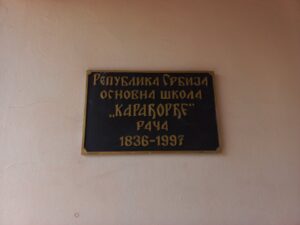 Република Србија
основна школа
„Карађорђе"
Рача
1836-1997